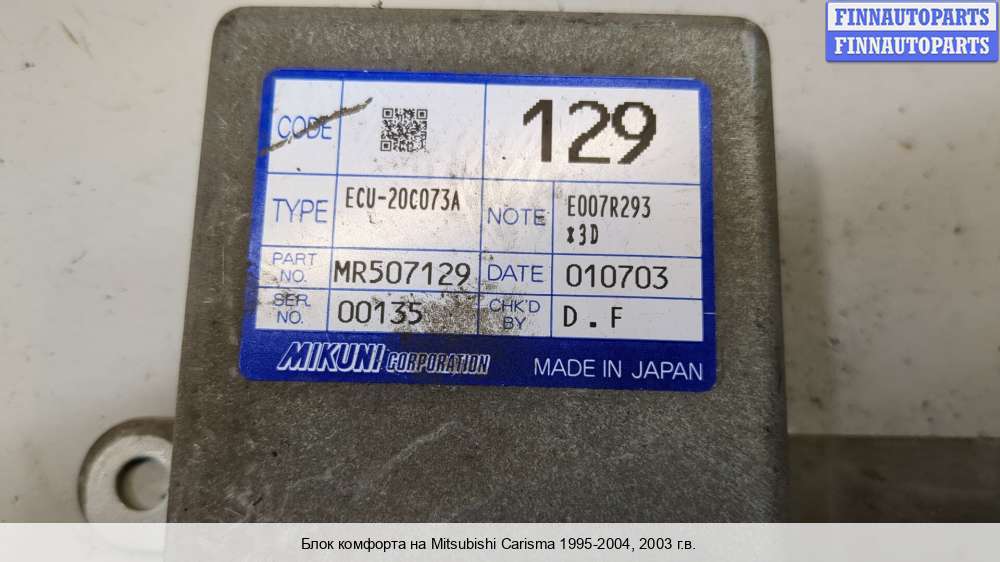 FINNAUTOPARTS
FINNAUTOPARTS
CODE 129
TYPE ECU-20C073A NOTE E007R293
*3D
PART NO. MR507129 DATE 010703
SER. NO. 00135 CHK'D BY D.F
MIKUNI CORPORATION MADE IN JAPAN
Блок комфорта на Mitsubishi Carisma 1995-2004, 2003 г.в.